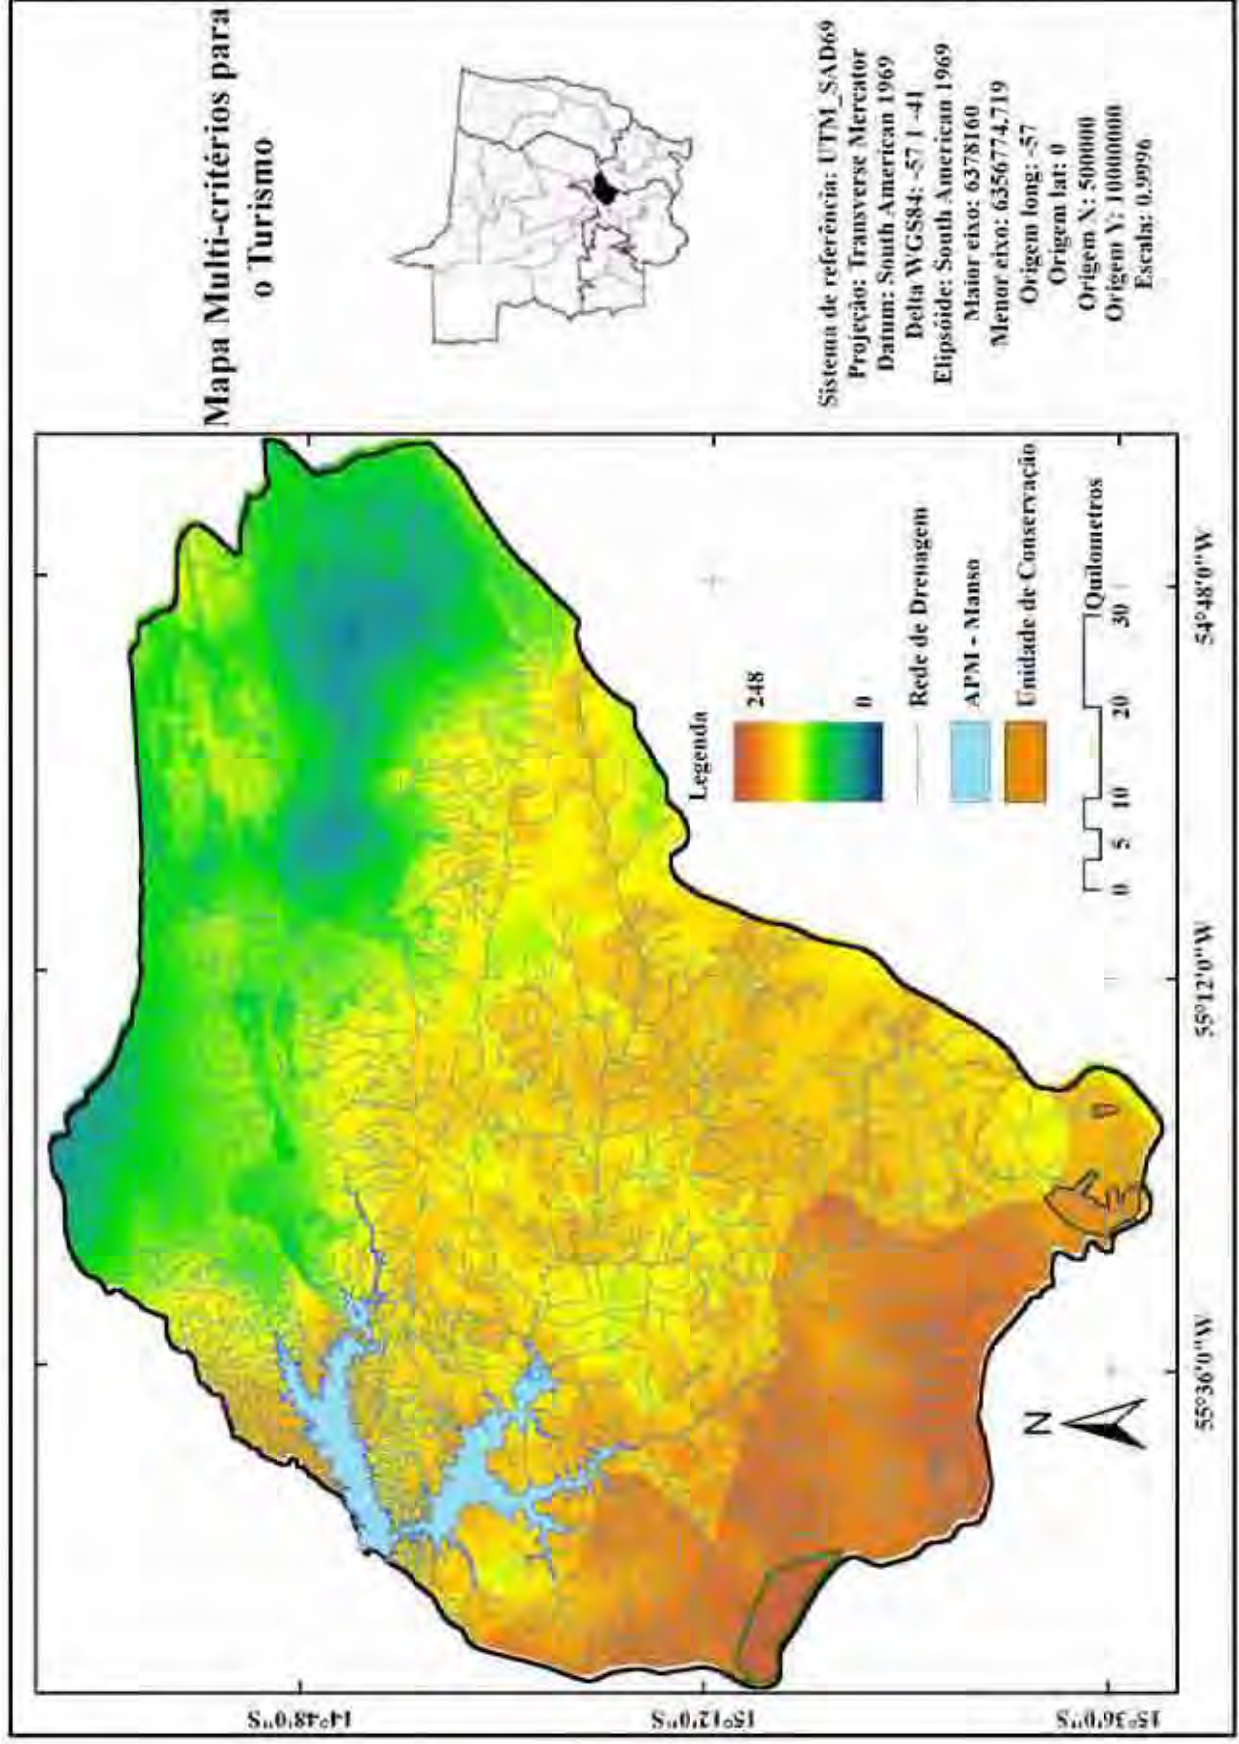 Mapa Multi-critérios para
o Turismo
Sistema de referência: UTM_SAD69
Projeção: Transverse Mercator
Datum: South American 1969
Delta WGS84: -57 1 -41
Elipsóide: South American 1969
Maior eixo: 6378160
Menor eixo: 6356774.719
Origem long: -57
Origem lat: 0
Origem X: 500000
Origem Y: 10000000
Escala: 0.9996
Legenda
248
0
Rede de Drenagem
APM - Manso
Unidade de Conservação
0 5 10 20 30
Quilometros
N
55°36'0"W 55°12'0"W 54°48'0"W
14°48'0"S
15°12'0"S
15°36'0"S